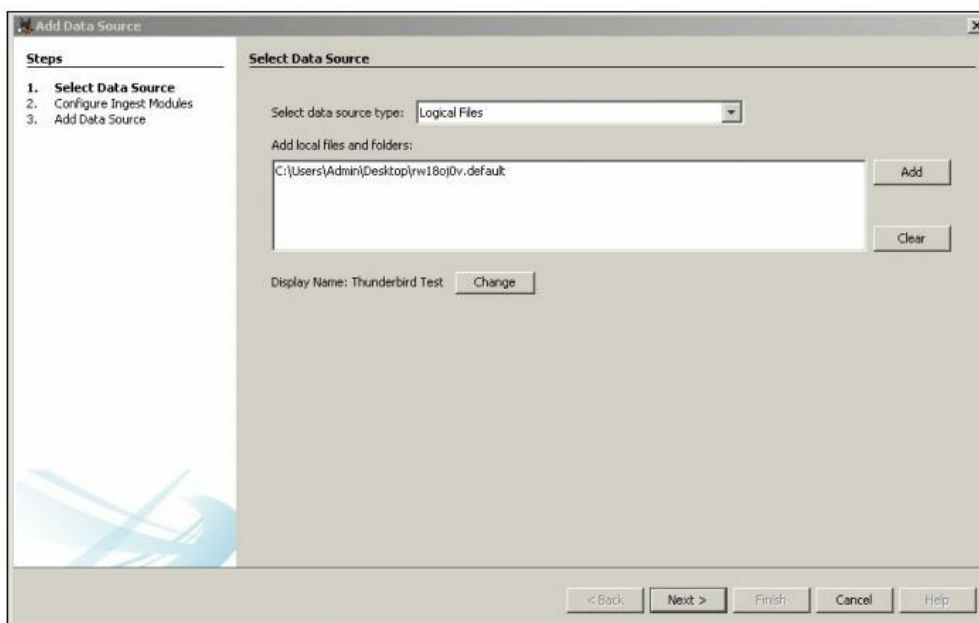 Add Data Source
Steps
1. Select Data Source
2. Configure Ingest Modules
3. Add Data Source
Select Data Source
Select data source type: Logical Files
Add local files and folders:
C:\Users\Admin\Desktop\rw18oj0v.default
Add
Clear
Display Name: Thunderbird Test Change
< Back Next > Finish Cancel Help